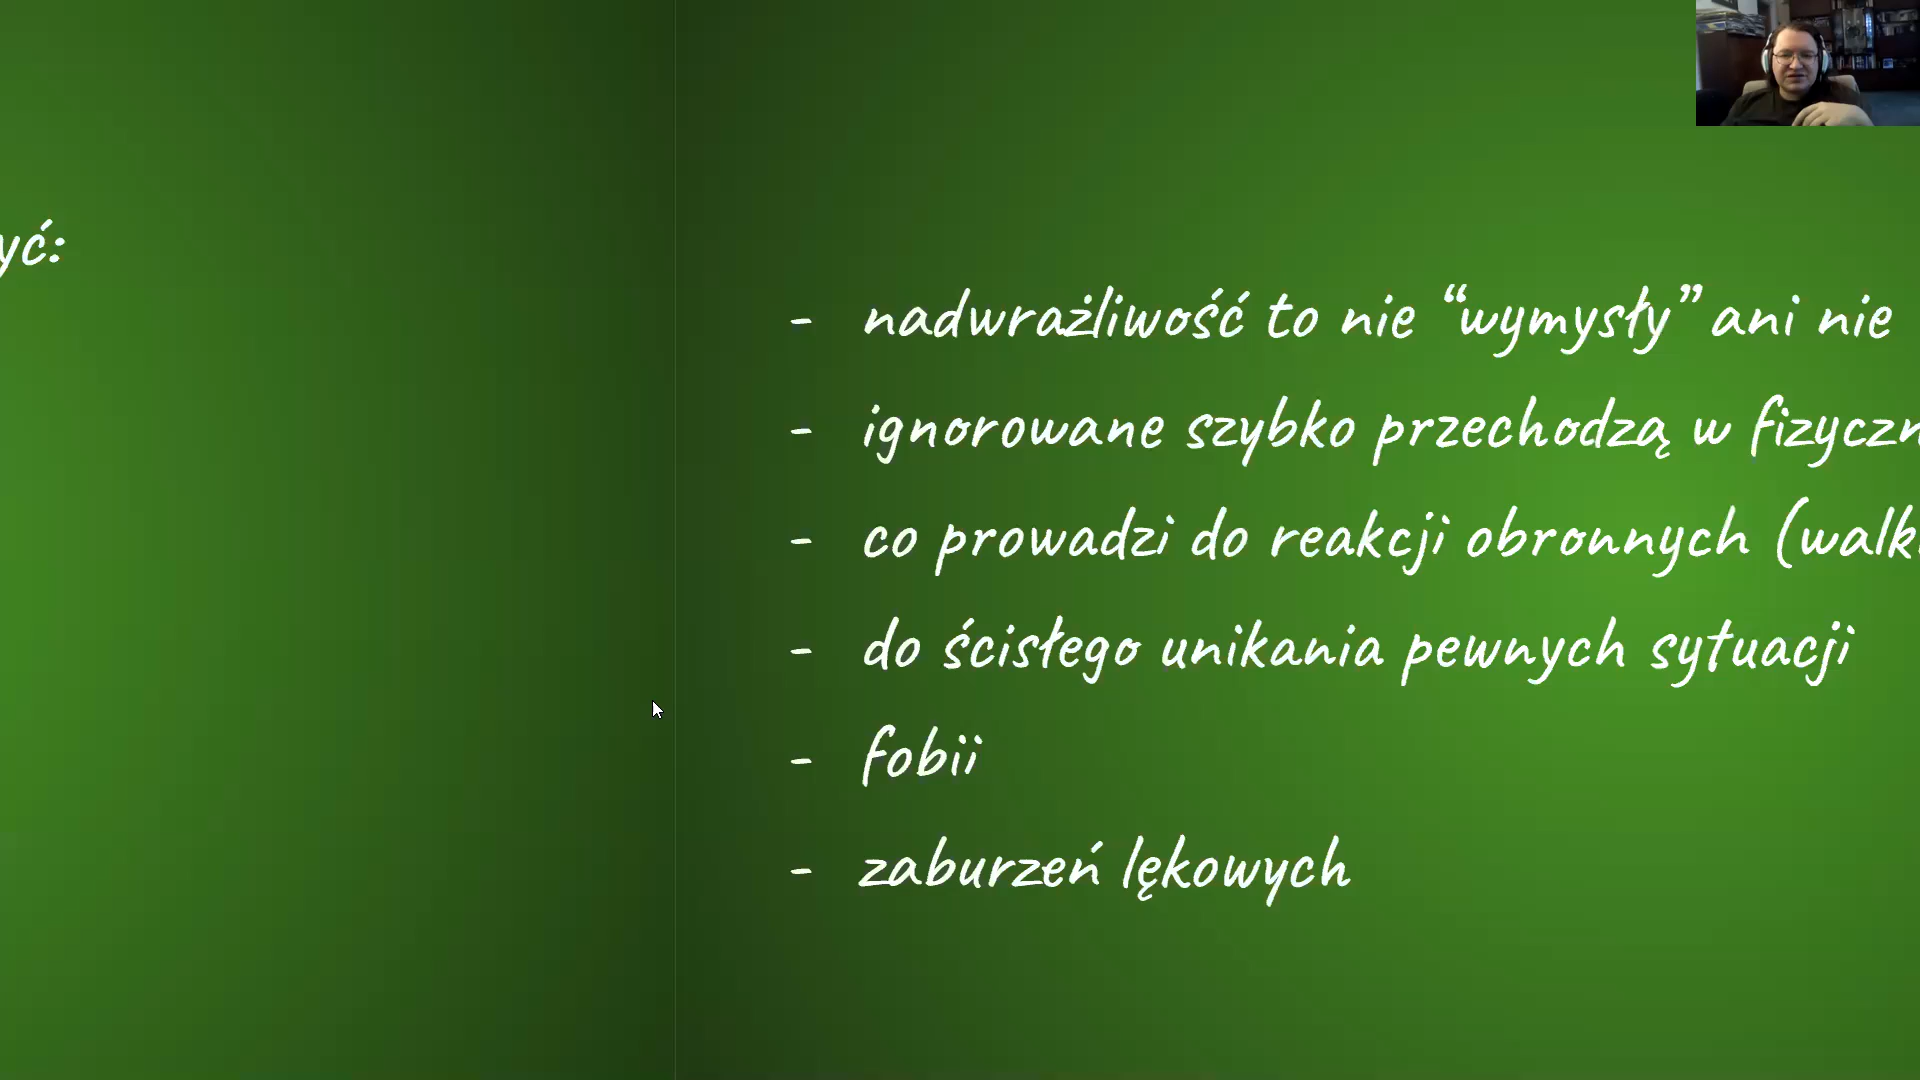 yć:
- nadwrażliwość to nie “wymysły” ani nie
- ignorowane szybko przechodzą w fizyczn
- co prowadzi do reakcji obronnych (walk
- do ścisłego unikania pewnych sytuacji
- fobii
- zaburzeń lękowych